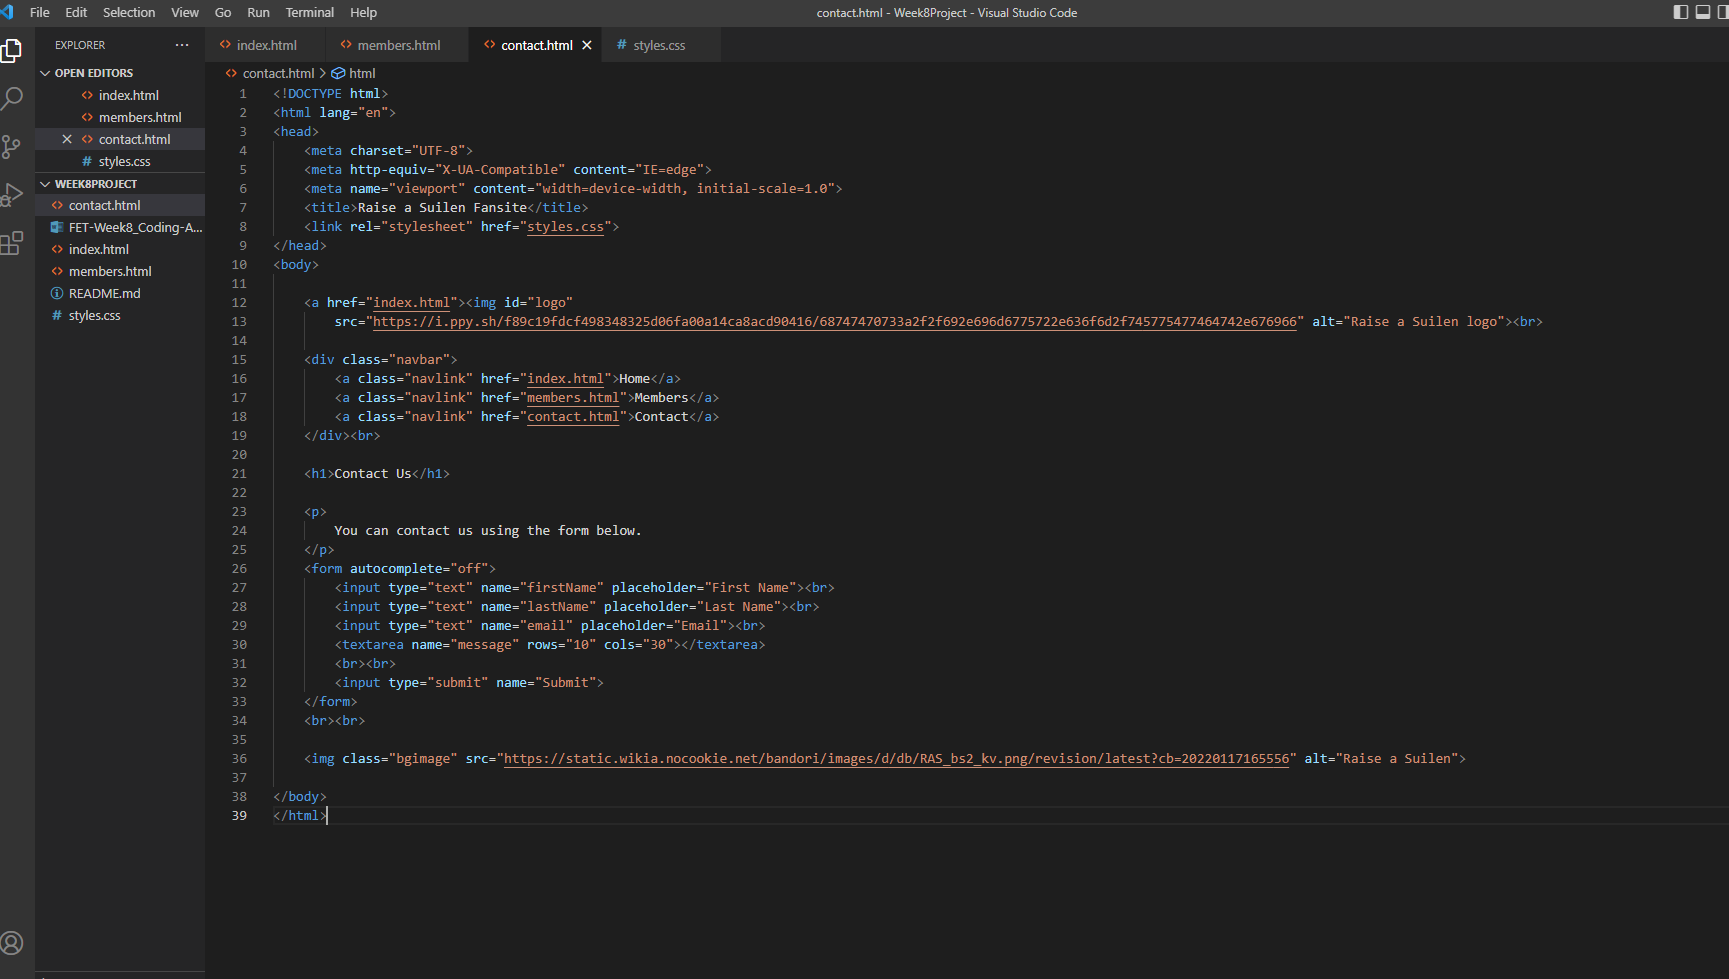 File Edit Selection View Go Run Terminal Help
contact.html - Week8Project - Visual Studio Code
EXPLORER ···
OPEN EDITORS
index.html
members.html
contact.html
styles.css
WEEK8PROJECT
contact.html
FET-Week8_Coding-A...
index.html
members.html
README.md
styles.css
index.html members.html contact.html styles.css
contact.html > html
1 <!DOCTYPE html>
2 <html lang="en">
3 <head>
4 <meta charset="UTF-8">
5 <meta http-equiv="X-UA-Compatible" content="IE=edge">
6 <meta name="viewport" content="width=device-width, initial-scale=1.0">
7 <title>Raise a Suilen Fansite</title>
8 <link rel="stylesheet" href="styles.css">
9 </head>
10 <body>
11
12 <a href="index.html"><img id="logo"
13 src="https://i.ppy.sh/f89c19fdcf498348325d06fa00a14ca8acd90416/68747470733a2f2f692e696d6775722e636f6d2f745775477464742e676966" alt="Raise a Suilen logo"><br>
14
15 <div class="navbar">
16 <a class="navlink" href="index.html">Home</a>
17 <a class="navlink" href="members.html">Members</a>
18 <a class="navlink" href="contact.html">Contact</a>
19 </div><br>
20
21 <h1>Contact Us</h1>
22
23 <p>
24 You can contact us using the form below.
25 </p>
26 <form autocomplete="off">
27 <input type="text" name="firstName" placeholder="First Name"><br>
28 <input type="text" name="lastName" placeholder="Last Name"><br>
29 <input type="text" name="email" placeholder="Email"><br>
30 <textarea name="message" rows="10" cols="30"></textarea>
31 <br><br>
32 <input type="submit" name="Submit">
33 </form>
34 <br><br>
35
36 <img class="bgimage" src="https://static.wikia.nocookie.net/bandori/images/d/db/RAS_bs2_kv.png/revision/latest?cb=20220117165556" alt="Raise a Suilen">
37
38 </body>
39 </html>